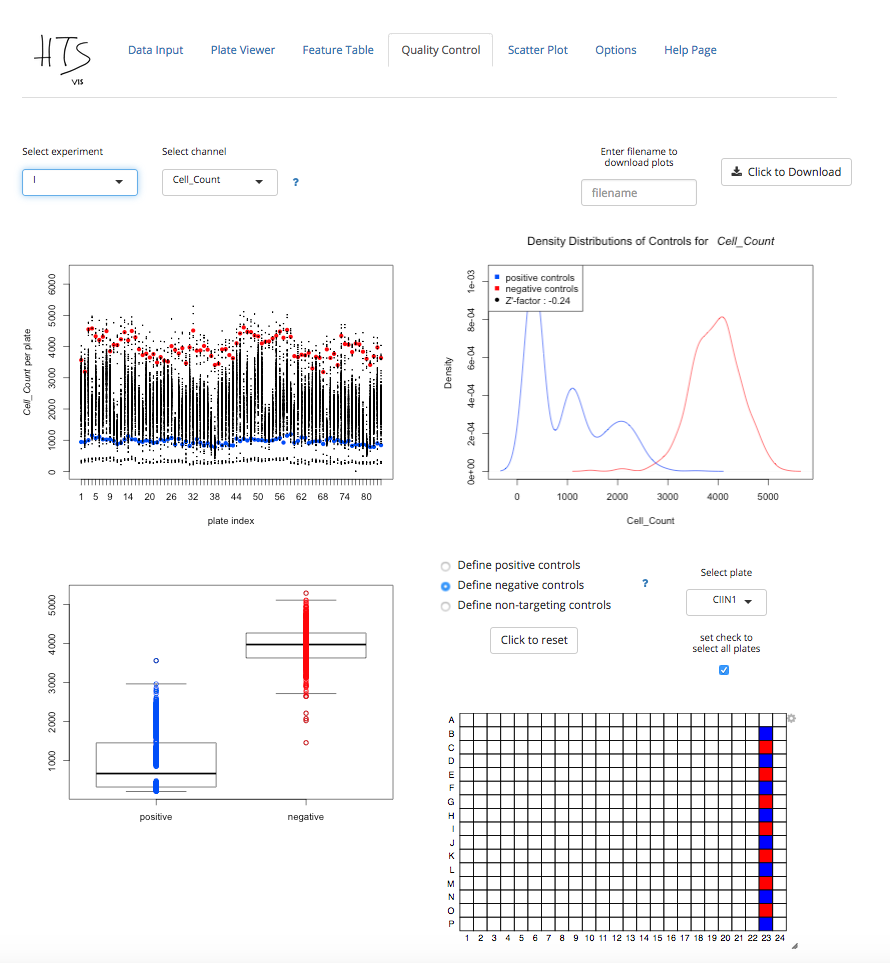 HTS
VIS
Data Input Plate Viewer Feature Table Quality Control Scatter Plot Options Help Page
Select experiment
I
Select channel
Cell_Count
?
Enter filename to
download plots
filename
Click to Download
6000
5000
4000
3000
2000
1000
0
Cell_Count per plate
1 5 9 14 20 26 32 38 44 50 56 62 68 74 80
plate index
Density Distributions of Controls for Cell_Count
positive controls
negative controls
Z'-factor : -0.24
1e-03
8e-04
6e-04
4e-04
2e-04
0e+00
Density
0 1000 2000 3000 4000 5000
Cell_Count
5000
4000
3000
2000
1000
positive negative
Define positive controls
Define negative controls
Define non-targeting controls
?
Click to reset
Select plate
CIIN1
set check to
select all plates
A
B
C
D
E
F
G
H
I
J
K
L
M
N
O
P
1 2 3 4 5 6 7 8 9 10 11 12 13 14 15 16 17 18 19 20 21 22 23 24